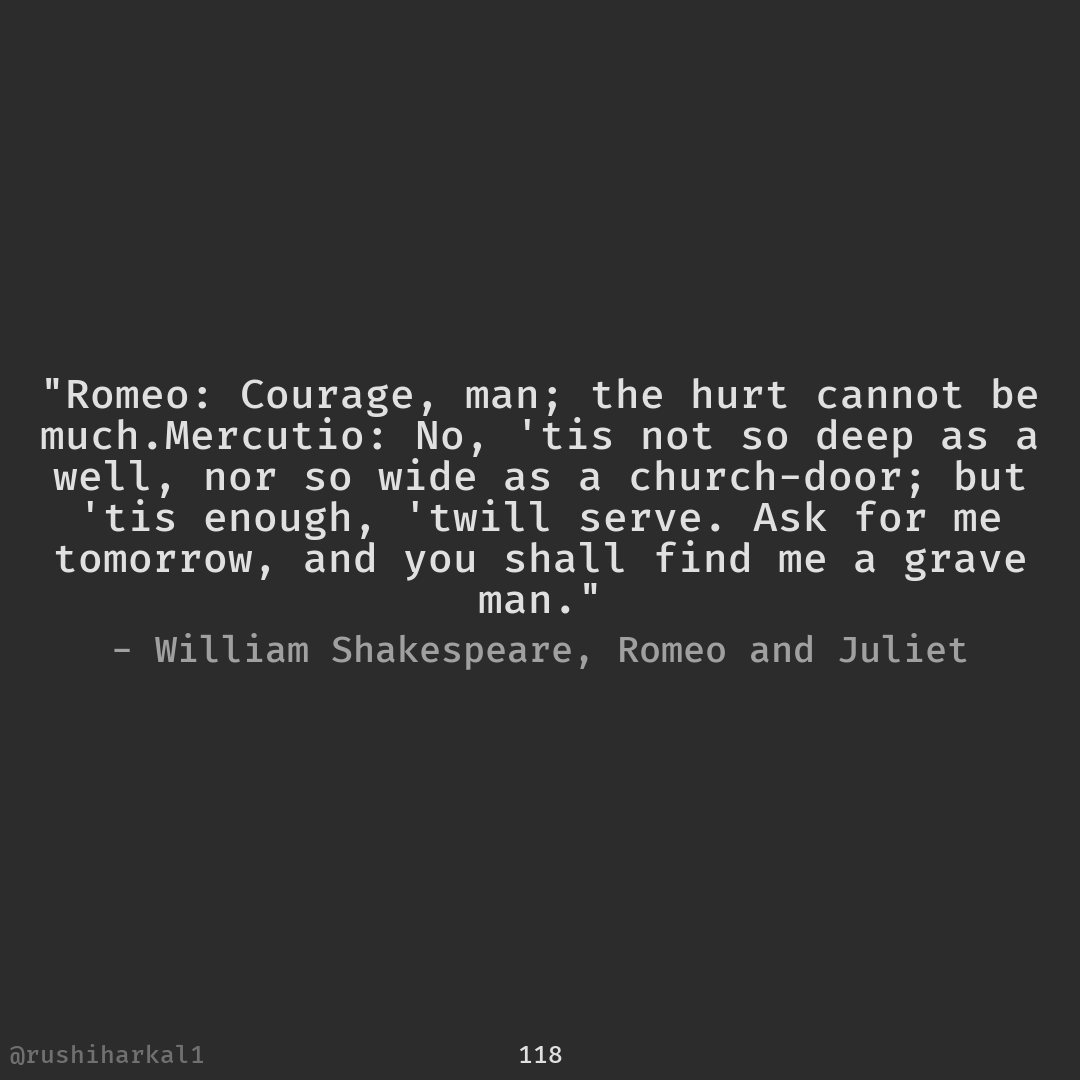 "Romeo: Courage, man; the hurt cannot be
much.Mercutio: No, 'tis not so deep as a
well, nor so wide as a church-door; but
'tis enough, 'twill serve. Ask for me
tomorrow, and you shall find me a grave
man."
- William Shakespeare, Romeo and Juliet
@rushiharkal1
118